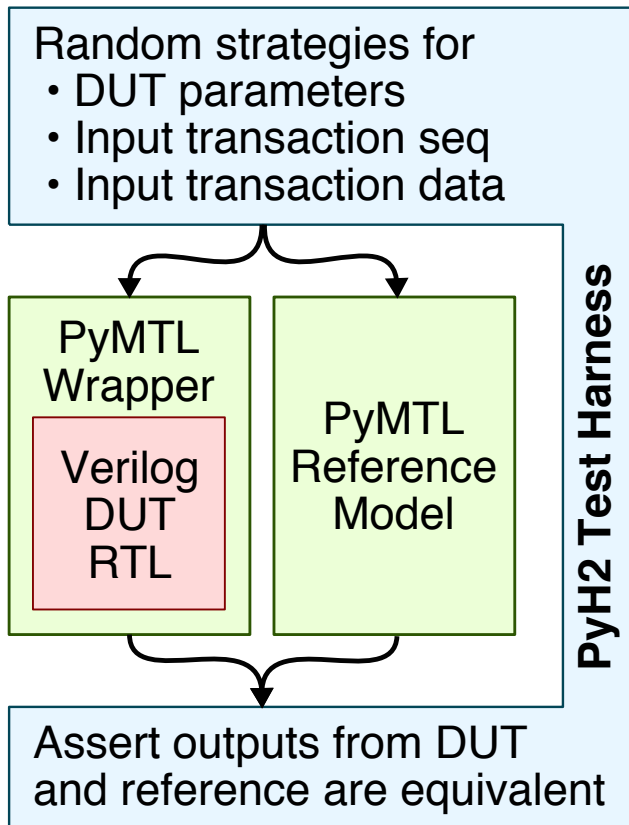 Random strategies for
• DUT parameters
• Input transaction seq
• Input transaction data
PyMTL
Wrapper
Verilog
DUT
RTL
PyMTL
Reference
Model
PyH2 Test Harness
Assert outputs from DUT
and reference are equivalent